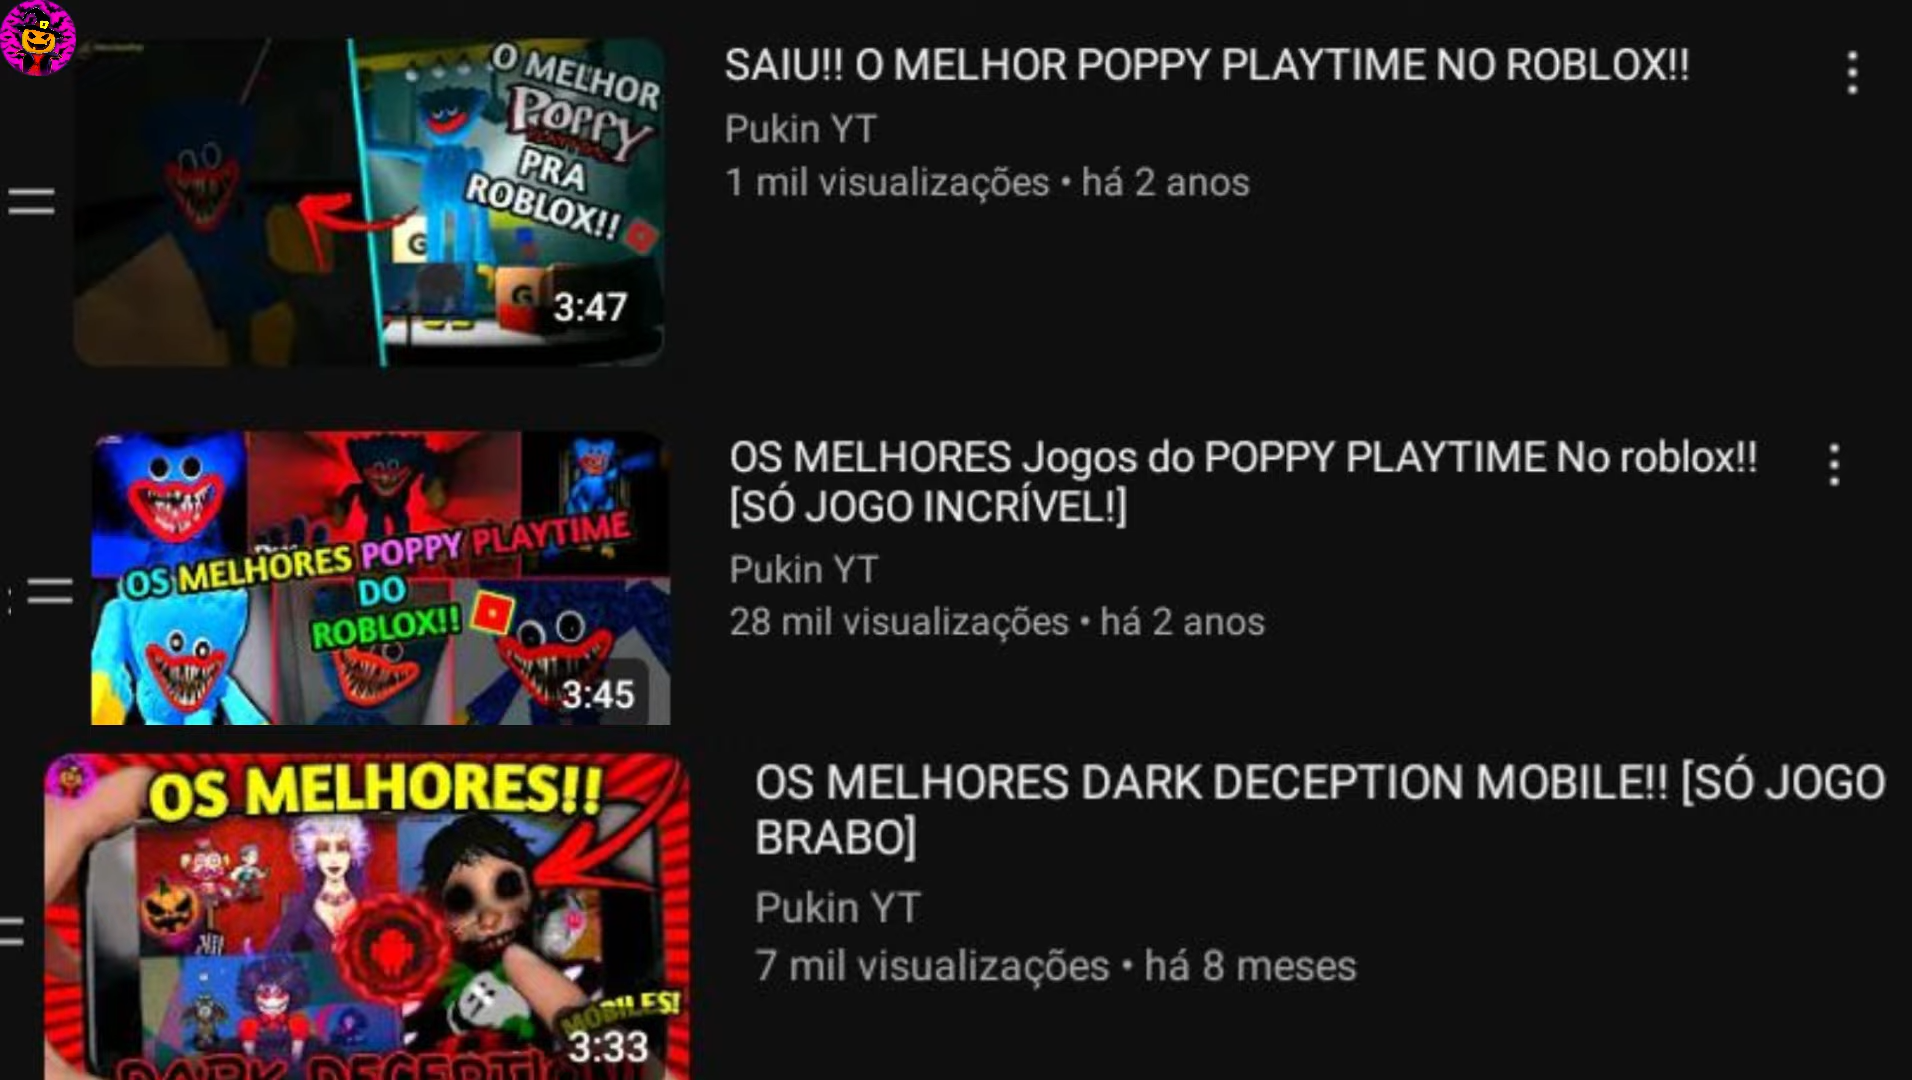 O MELHOR
POPPY
PLAYTIME
PRA
ROBLOX!!
G
G
3:47
SAIU!! O MELHOR POPPY PLAYTIME NO ROBLOX!!
Pukin YT
1 mil visualizações • há 2 anos
OS MELHORES POPPY PLAYTIME
DO
ROBLOX!!
3:45
OS MELHORES Jogos do POPPY PLAYTIME No roblox!!
[SÓ JOGO INCRÍVEL!]
Pukin YT
28 mil visualizações • há 2 anos
OS MELHORES!!
MOBILES!
3:33
DARK DECEPTION
OS MELHORES DARK DECEPTION MOBILE!! [SÓ JOGO
BRABO]
Pukin YT
7 mil visualizações • há 8 meses